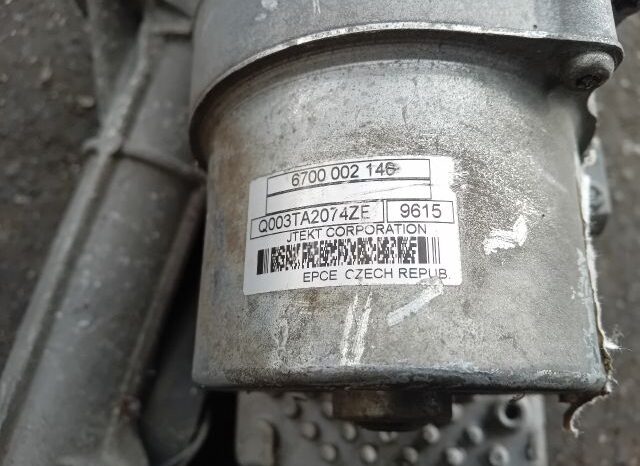 6700 002 146
Q003TA2074ZE 9615
JTEKT CORPORATION
EPCE CZECH REPUB.